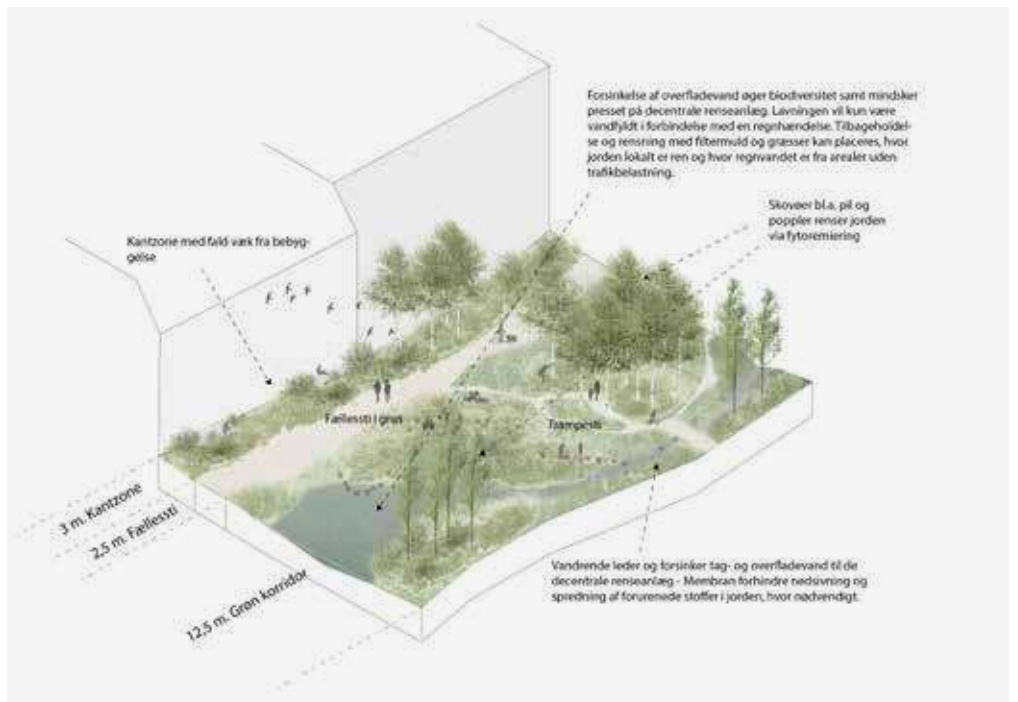 Forsinkelse af overfladevand øger biodiversitet samt mindsker
presset på decentrale renseanlæg. Lavningen vil kun være
vandfyldt i forbindelse med en regnhændelse. Tilbageholdel-
se og rensning med filtermuld og græsser kan placeres, hvor
jorden lokalt er ren og hvor regnvandet er fra arealer uden
trafikbelastning.
Skovøer bl.a. pil og
poppler renser jorden
via fytoremiering
Kantzone med fald væk fra bebyg-
gelse
Fællessti i grus
Trampesti
3 m. Kantzone
2,5 m. Fællessti
12,5 m. Grøn korridor
Vandrende leder og forsinker tag- og overfladevand til de
decentrale renseanlæg - Membran forhindre nedsivning og
spredning af forurenede stoffer i jorden, hvor nødvendigt.